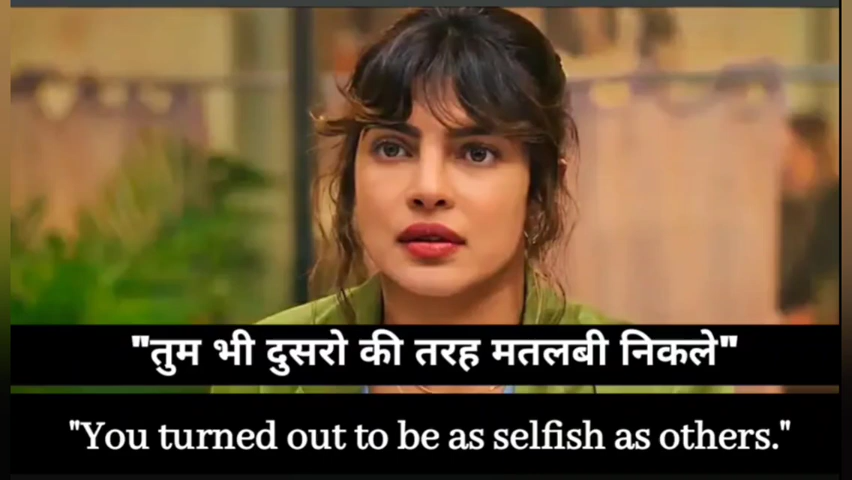 "तुम भी दुसरो की तरह मतलबी निकले"
"You turned out to be as selfish as others."